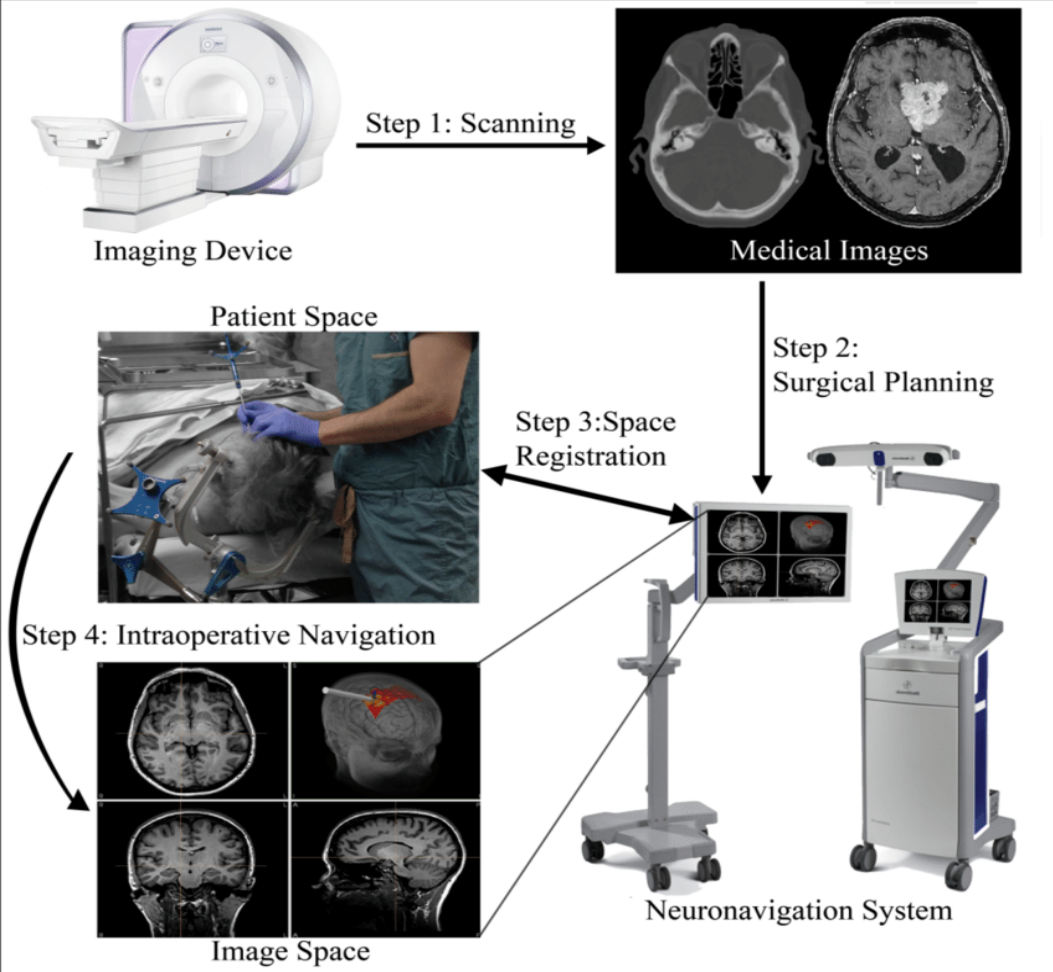 Step 1: Scanning
Imaging Device
Medical Images
Patient Space
Step 2:
Surgical Planning
Step 3:Space
Registration
Step 4: Intraoperative Navigation
Image Space
Neuronavigation System